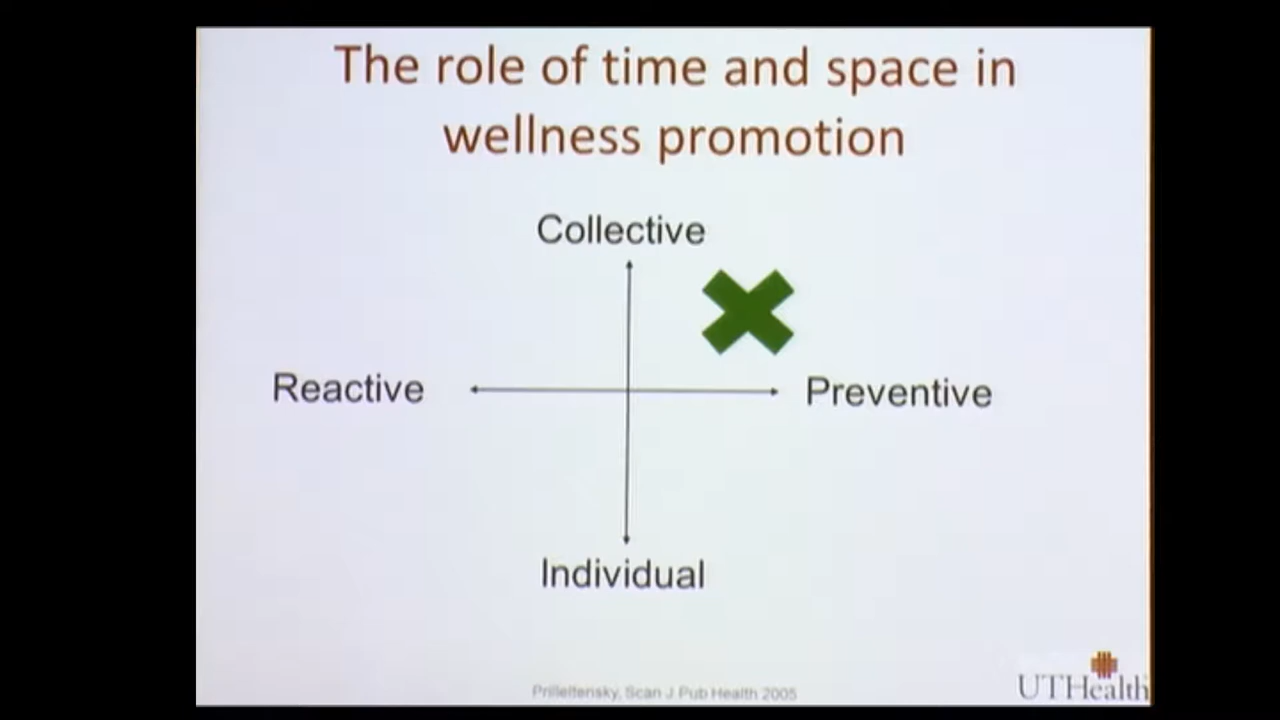 The role of time and space in
wellness promotion
Collective
Reactive
Preventive
Individual
Prilleltensky, Scan J Pub Health 2005
UTHealth